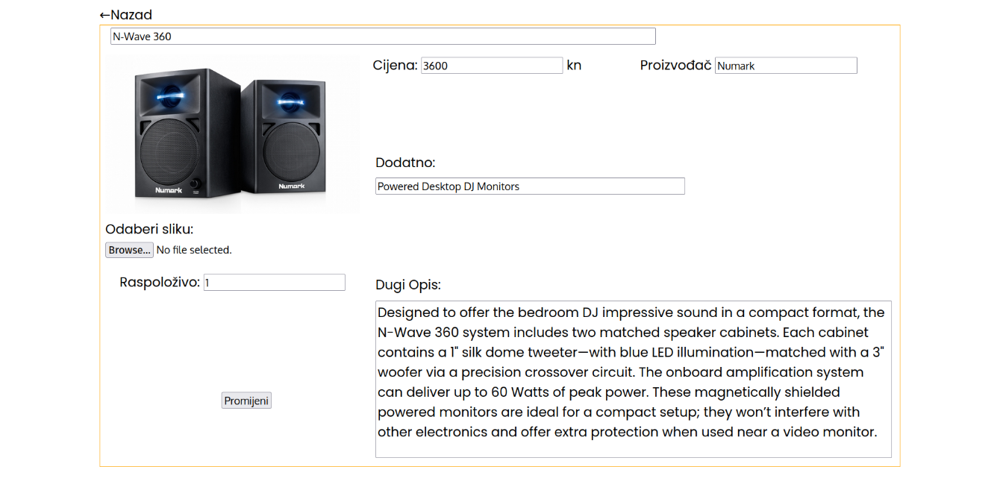 ←Nazad
N-Wave 360
Cijena: 3600 kn
Proizvođač Numark
Numark
Numark
Dodatno:
Powered Desktop DJ Monitors
Odaberi sliku:
Browse... No file selected.
Raspoloživo: 1
Promijeni
Dugi Opis:
Designed to offer the bedroom DJ impressive sound in a compact format, the
N-Wave 360 system includes two matched speaker cabinets. Each cabinet
contains a 1" silk dome tweeter—with blue LED illumination—matched with a 3"
woofer via a precision crossover circuit. The onboard amplification system
can deliver up to 60 Watts of peak power. These magnetically shielded
powered monitors are ideal for a compact setup; they won’t interfere with
other electronics and offer extra protection when used near a video monitor.